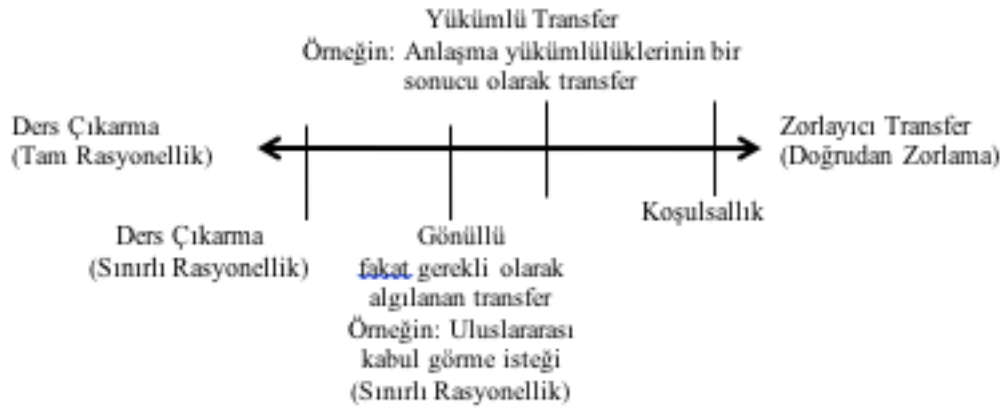 Yükümlü Transfer
Örneğin: Anlaşma yükümlülüklerinin bir
sonucu olarak transfer
Ders Çıkarma
(Tam Rasyonellik)
Zorlayıcı Transfer
(Doğrudan Zorlama)
Koşulsallık
Ders Çıkarma
(Sınırlı Rasyonellik)
Gönüllü
fakat gerekli olarak
algılanan transfer
Örneğin: Uluslararası
kabul görme isteği
(Sınırlı Rasyonellik)